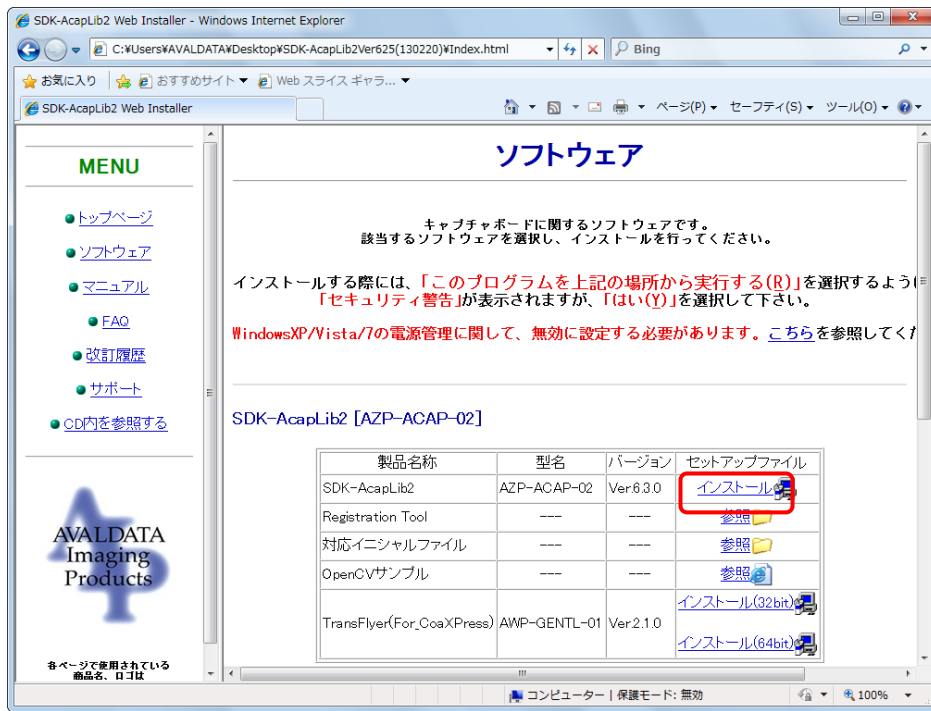 SDK-AcapLib2 Web Installer - Windows Internet Explorer
C:¥Users¥AVALDATA¥Desktop¥SDK-AcapLib2Ver625(130220)¥Index.html
Bing
お気に入り
おすすめサイト
Web スライス ギャラ...
SDK-AcapLib2 Web Installer
ページ(P)
セーフティ(S)
ツール(O)
MENU
トップページ
ソフトウェア
マニュアル
FAQ
改訂履歴
サポート
CD内を参照する
AVALDATA
Imaging
Products
各ページで使用されている
商品名、ロゴは
ソフトウェア
キャプチャボードに関するソフトウェアです。
該当するソフトウェアを選択し、インストールを行ってください。
インストールする際には、「このプログラムを上記の場所から実行する(R)」を選択するよう
「セキュリティ警告」が表示されますが、「はい(Y)」を選択して下さい。
WindowsXP/Vista/7の電源管理に関して、無効に設定する必要があります。こちらを参照してく
SDK-AcapLib2 [AZP-ACAP-02]
製品名称 型名 バージョン セットアップファイル
SDK-AcapLib2 AZP-ACAP-02 Ver.6.3.0 インストール
Registration Tool --- --- 参照
対応イニシャルファイル --- --- 参照
OpenCVサンプル --- --- 参照
TransFlyer(For_CoaXPress) AWP-GENTL-01 Ver.2.1.0 インストール(32bit)
インストール(64bit)
コンピューター | 保護モード: 無効
100%